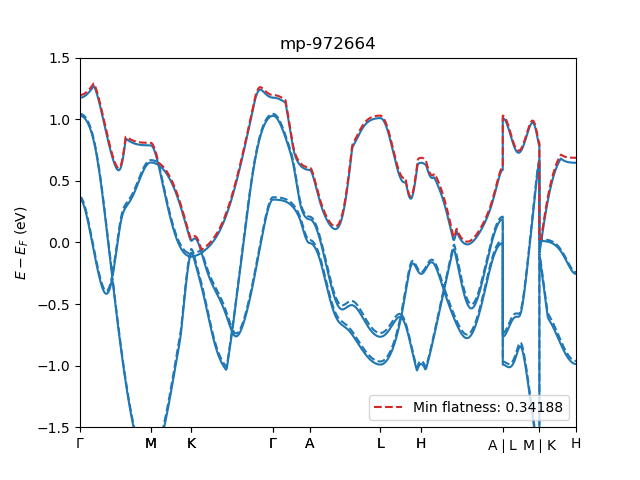 mp-972664
E − E_F (eV)
1.5
1.0
0.5
0.0
−0.5
−1.0
−1.5
Min flatness: 0.34188
Γ M K Γ A L H A | L M | K H